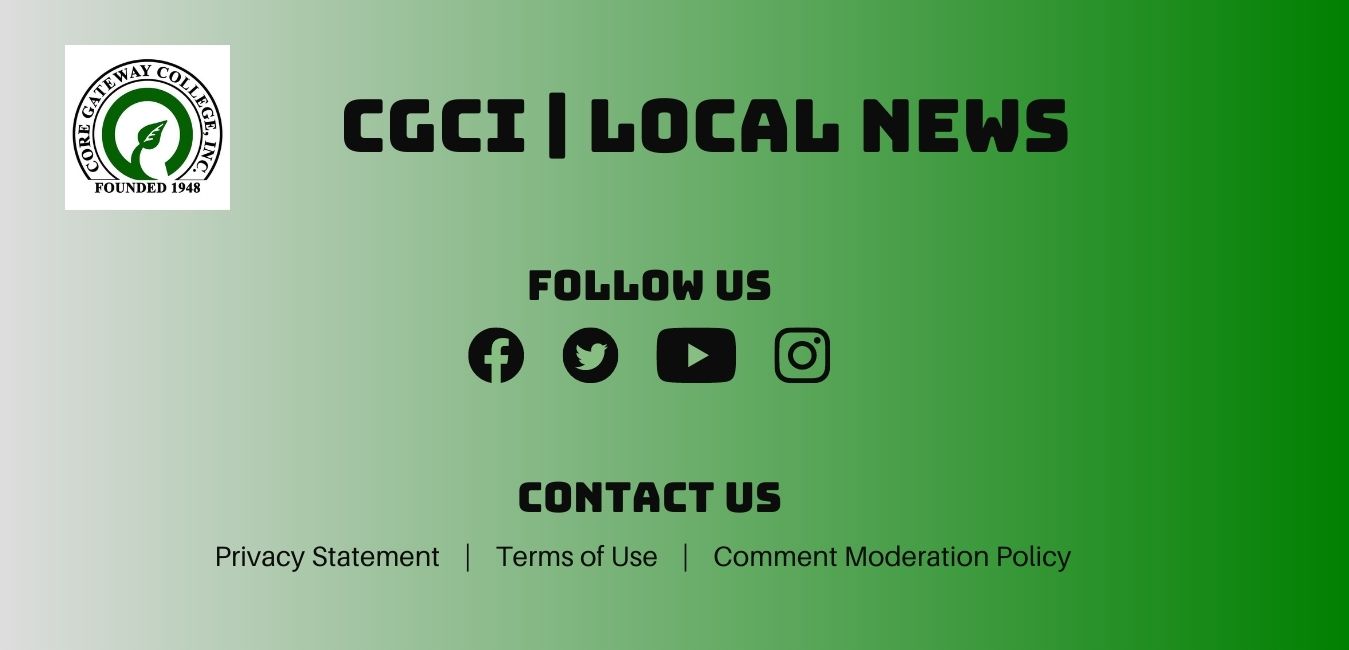 CORE GATEWAY COLLEGE, INC.
FOUNDED 1948
CGCI | LOCAL NEWS
FOLLOW US
CONTACT US
Privacy Statement | Terms of Use | Comment Moderation Policy